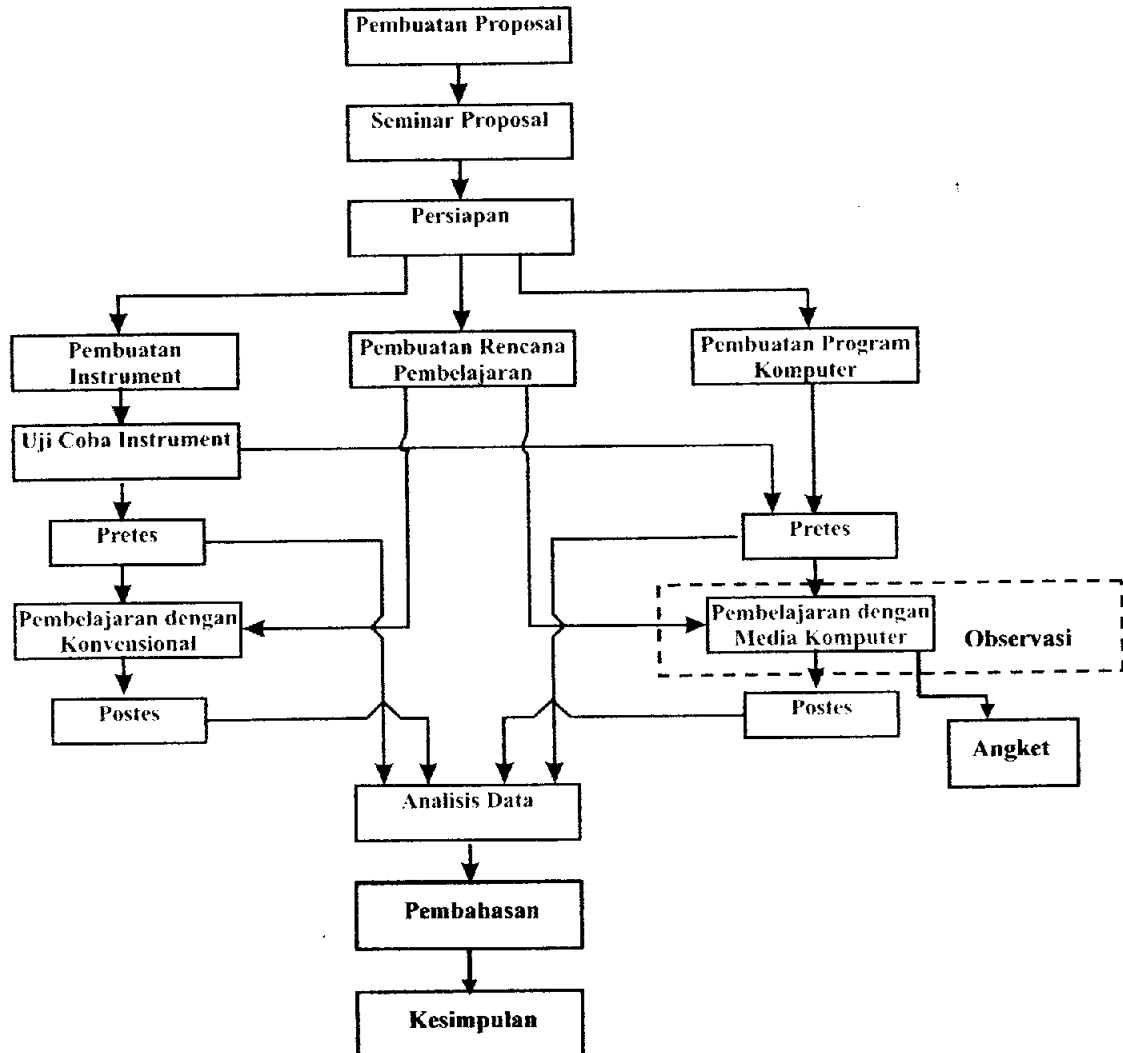 Pembuatan Proposal
Seminar Proposal
Persiapan
Pembuatan
Instrument
Pembuatan Rencana
Pembelajaran
Pembuatan Program
Komputer
Uji Coba Instrument
Pretes
Pretes
Pembelajaran dengan
Konvensional
Pembelajaran dengan
Media Komputer
Observasi
Postes
Postes
Angket
Analisis Data
Pembahasan
Kesimpulan